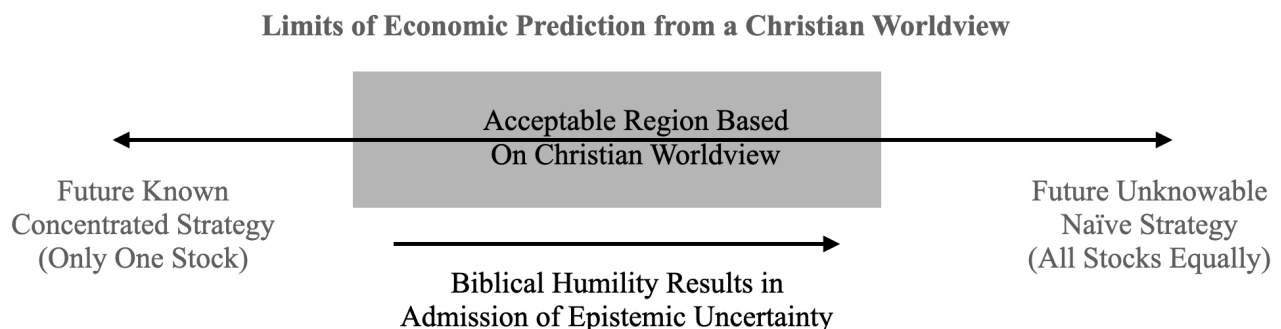 Limits of Economic Prediction from a Christian Worldview
Acceptable Region Based
On Christian Worldview
Future Known
Concentrated Strategy
(Only One Stock)
Future Unknowable
Naïve Strategy
(All Stocks Equally)
Biblical Humility Results in
Admission of Epistemic Uncertainty